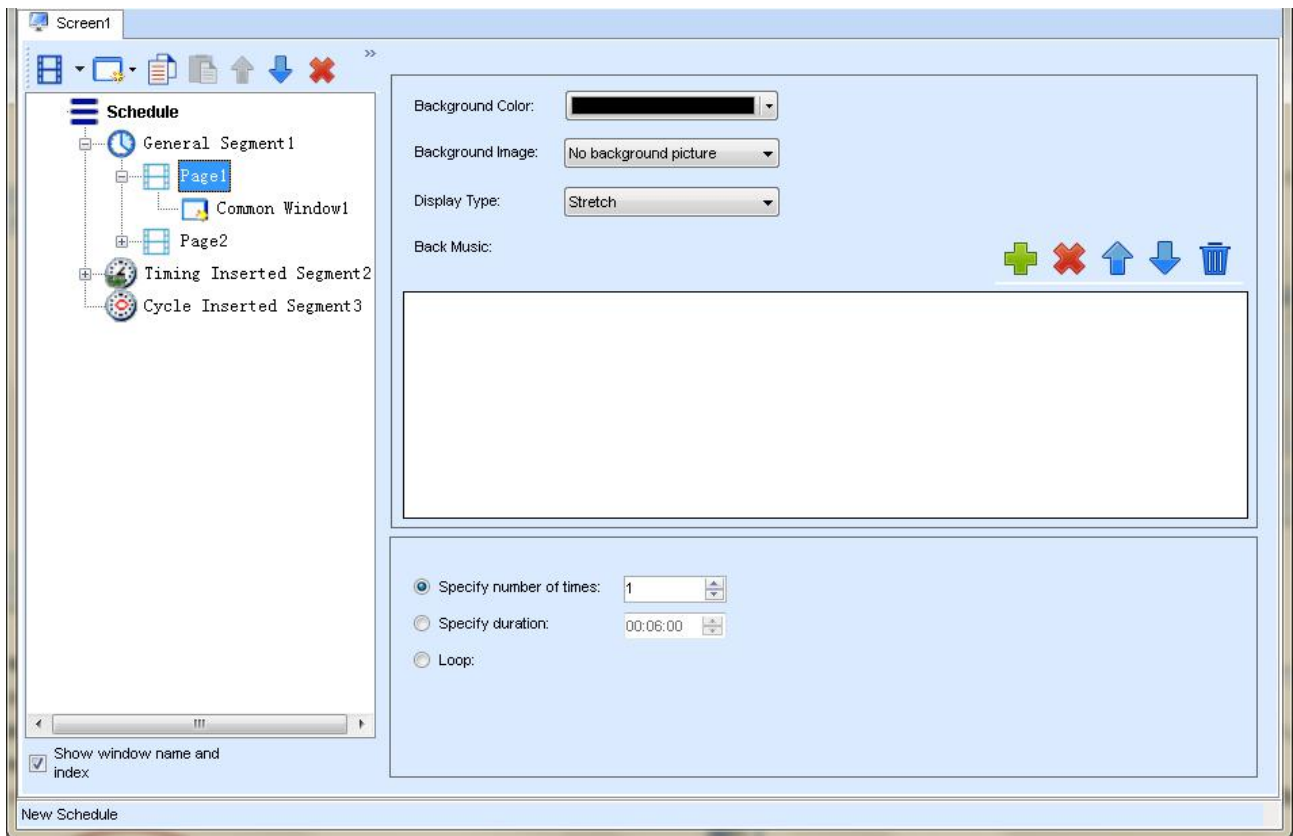 Screen1
»
Schedule
General Segment1
Page1
Common Window1
Page2
Timing Inserted Segment2
Cycle Inserted Segment3
Show window name and
index
Background Color:
Background Image: No background picture
Display Type: Stretch
Back Music:
Specify number of times: 1
Specify duration: 00:06:00
Loop:
New Schedule